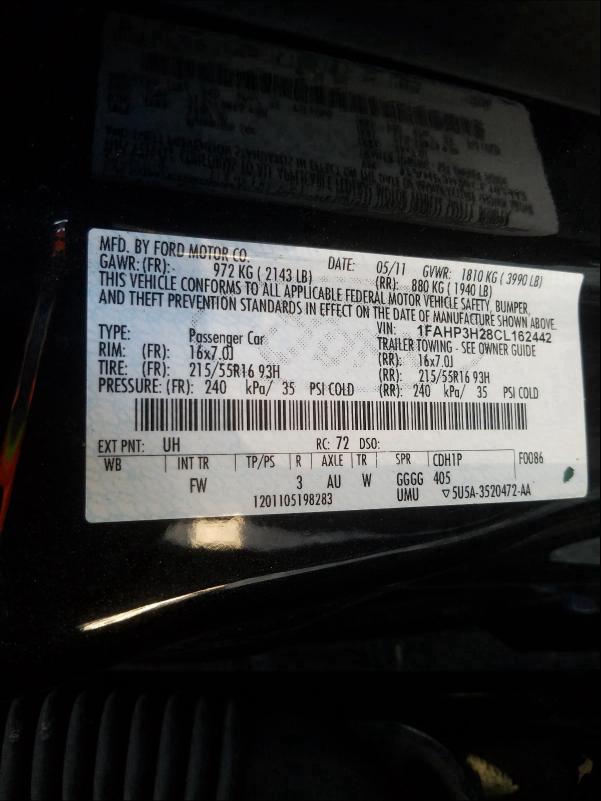 MFD. BY FORD MOTOR CO. DATE: 05/11 GVWR: 1810 KG ( 3990 LB)
GAWR: (FR): 972 KG ( 2143 LB) (RR): 880 KG ( 1940 LB)
THIS VEHICLE CONFORMS TO ALL APPLICABLE FEDERAL MOTOR VEHICLE SAFETY, BUMPER,
AND THEFT PREVENTION STANDARDS IN EFFECT ON THE DATE OF MANUFACTURE SHOWN ABOVE.
VIN: 1FAHP3H28CL162442
TYPE: Passenger Car TRAILER TOWING - SEE OWNER GUIDE
RIM: (FR): 16x7.0J (RR): 16x7.0J
TIRE: (FR): 215/55R16 93H (RR): 215/55R16 93H
PRESSURE: (FR): 240 kPa/ 35 PSI COLD (RR): 240 kPa/ 35 PSI COLD
EXT PNT: UH RC: 72 DSO: F0086
WB INT TR TP/PS R AXLE TR SPR CDH1P
FW 3 AU W GGGG 405
1201105198283 UMU ▽5U5A-3520472-AA